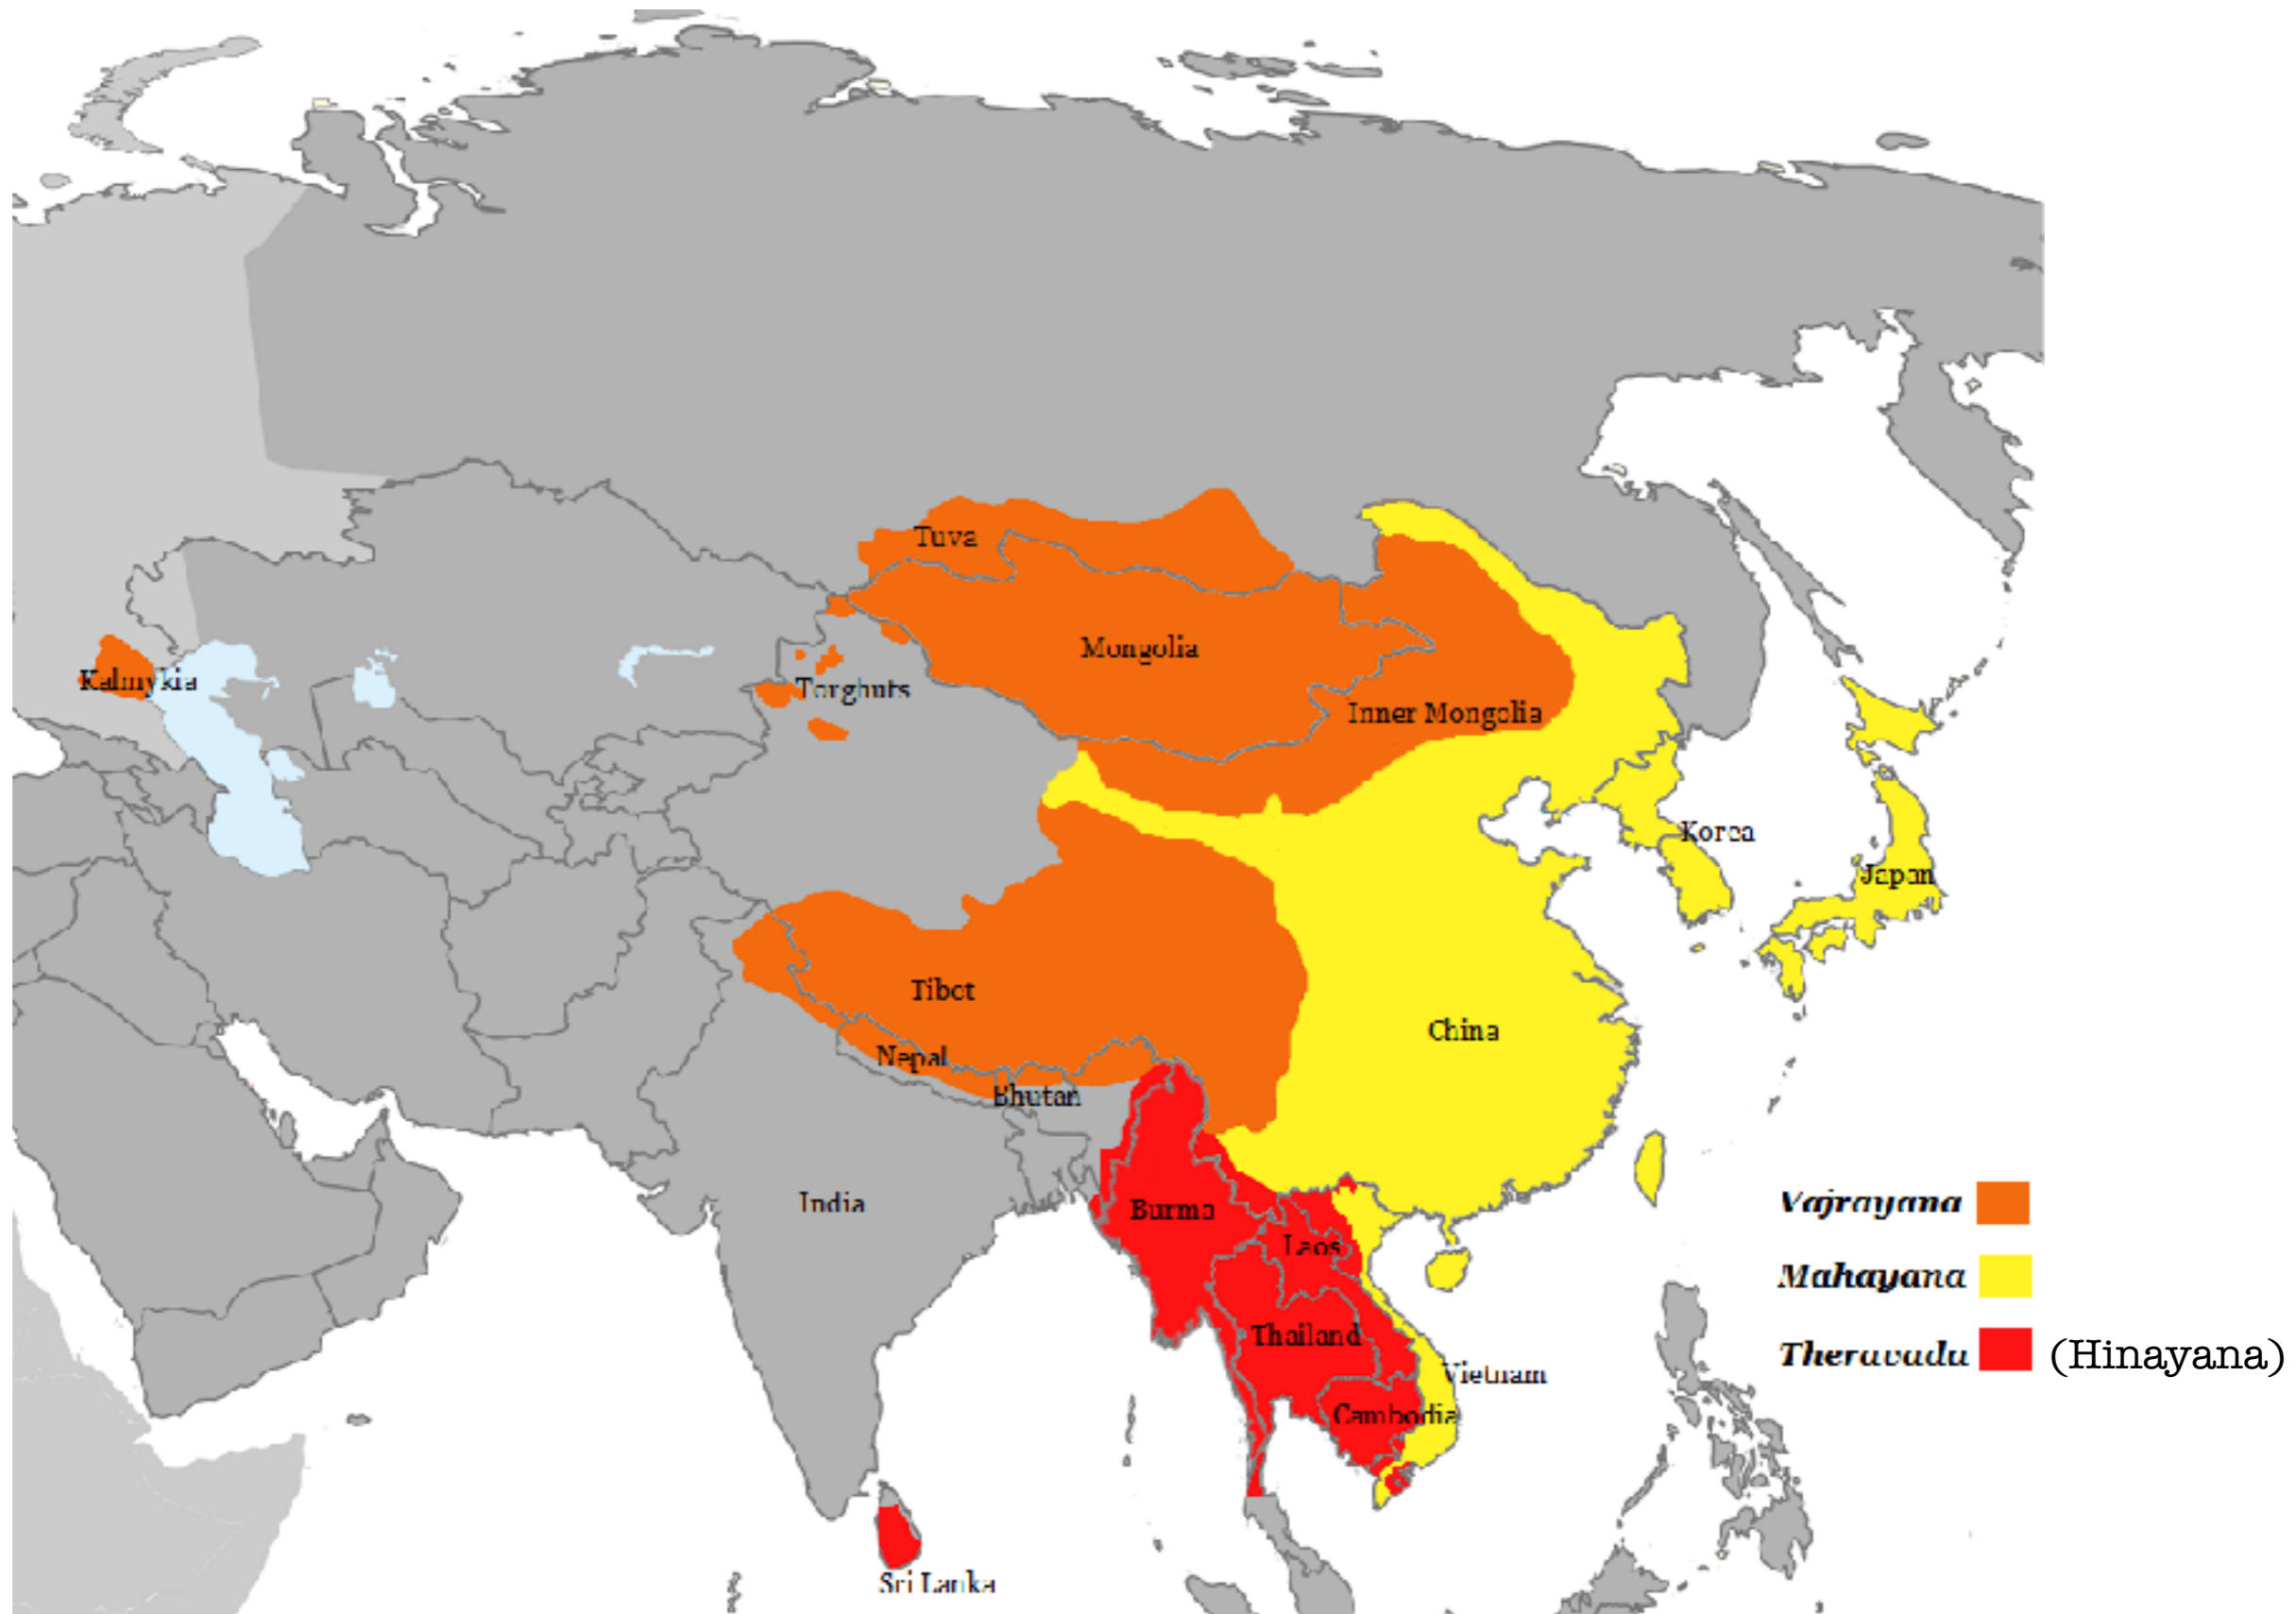 Tuva
Mongolia
Kalmykia
Torghuts
Inner Mongolia
Korea
Japan
Tibet
China
Nepal
Bhutan
India
Burma
Laos
Thailand
Vietnam
Cambodia
Sri Lanka
Vajrayana
Mahayana
Theravada (Hinayana)